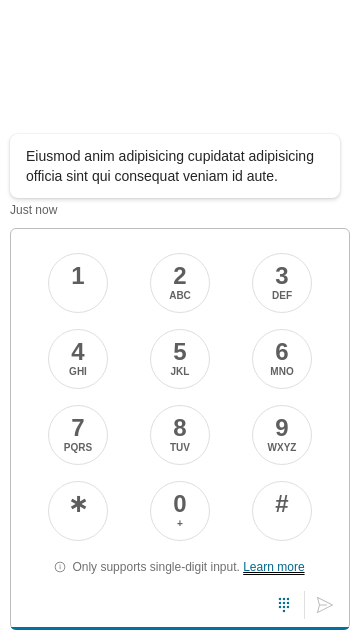 Eiusmod anim adipisicing cupidatat adipisicing
officia sint qui consequat veniam id aute.
Just now
1 2 3
ABC DEF
4 5 6
GHI JKL MNO
7 8 9
PQRS TUV WXYZ
* 0 #
+
Only supports single-digit input. Learn more